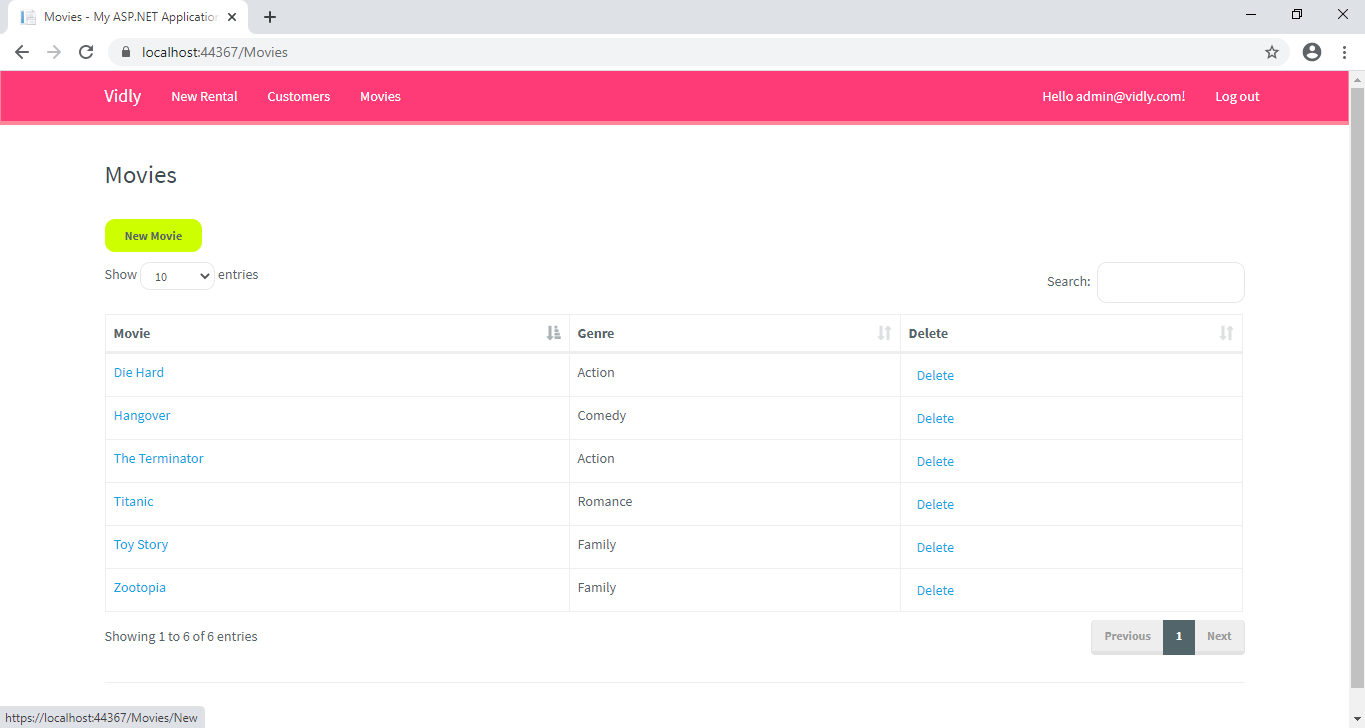 Movies - My ASP.NET Application
localhost:44367/Movies
Vidly New Rental Customers Movies Hello admin@vidly.com! Log out
Movies
New Movie
Show 10 entries Search:
Movie Genre Delete
Die Hard Action Delete
Hangover Comedy Delete
The Terminator Action Delete
Titanic Romance Delete
Toy Story Family Delete
Zootopia Family Delete
Showing 1 to 6 of 6 entries Previous 1 Next
https://localhost:44367/Movies/New